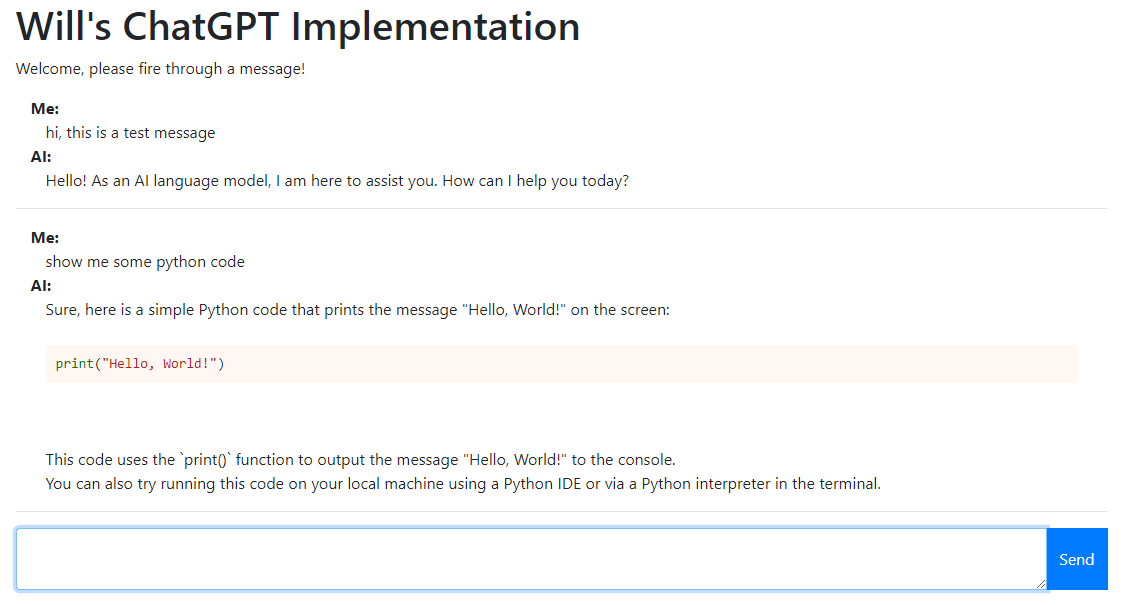 Will's ChatGPT Implementation
Welcome, please fire through a message!
Me:
hi, this is a test message
AI:
Hello! As an AI language model, I am here to assist you. How can I help you today?
Me:
show me some python code
AI:
Sure, here is a simple Python code that prints the message "Hello, World!" on the screen:
print("Hello, World!")
This code uses the `print()` function to output the message "Hello, World!" to the console.
You can also try running this code on your local machine using a Python IDE or via a Python interpreter in the terminal.
Send